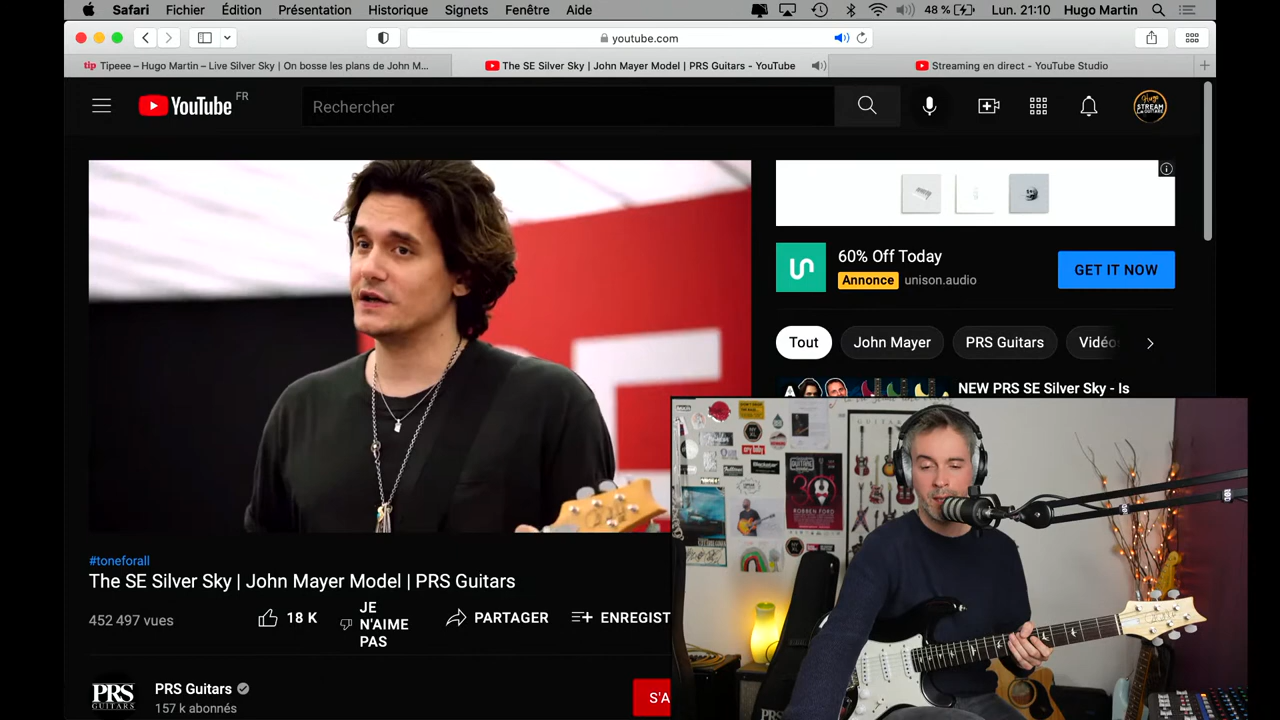 Safari Fichier Édition Présentation Historique Signets Fenêtre Aide 48 % Lun. 21:10 Hugo Martin
youtube.com
tip Tipeee – Hugo Martin – Live Silver Sky | On bosse les plans de John M...
The SE Silver Sky | John Mayer Model | PRS Guitars - YouTube
Streaming en direct - YouTube Studio
YouTube FR
Rechercher
60% Off Today
Annonce unison.audio
GET IT NOW
Tout John Mayer PRS Guitars Vidéo
NEW PRS SE Silver Sky - Is
#toneforall
The SE Silver Sky | John Mayer Model | PRS Guitars
452 497 vues
18 K
JE
N'AIME
PAS
PARTAGER
ENREGIST
PRS
GUITARS
PRS Guitars
157 k abonnés
S'A
GUITARS
ROBBEN FORD